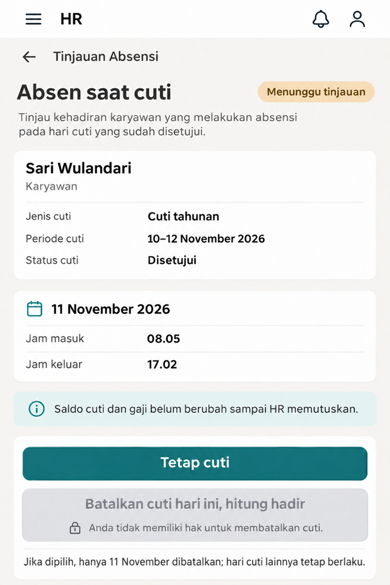 HR
Tinjauan Absensi
Absen saat cuti
Menunggu tinjauan
Tinjau kehadiran karyawan yang melakukan absensi
pada hari cuti yang sudah disetujui.
Sari Wulandari
Karyawan
Jenis cuti Cuti tahunan
Periode cuti 10–12 November 2026
Status cuti Disetujui
11 November 2026
Jam masuk 08.05
Jam keluar 17.02
Saldo cuti dan gaji belum berubah sampai HR memutuskan.
Tetap cuti
Batalkan cuti hari ini, hitung hadir
Anda tidak memiliki hak untuk membatalkan cuti.
Jika dipilih, hanya 11 November dibatalkan; hari cuti lainnya tetap berlaku.